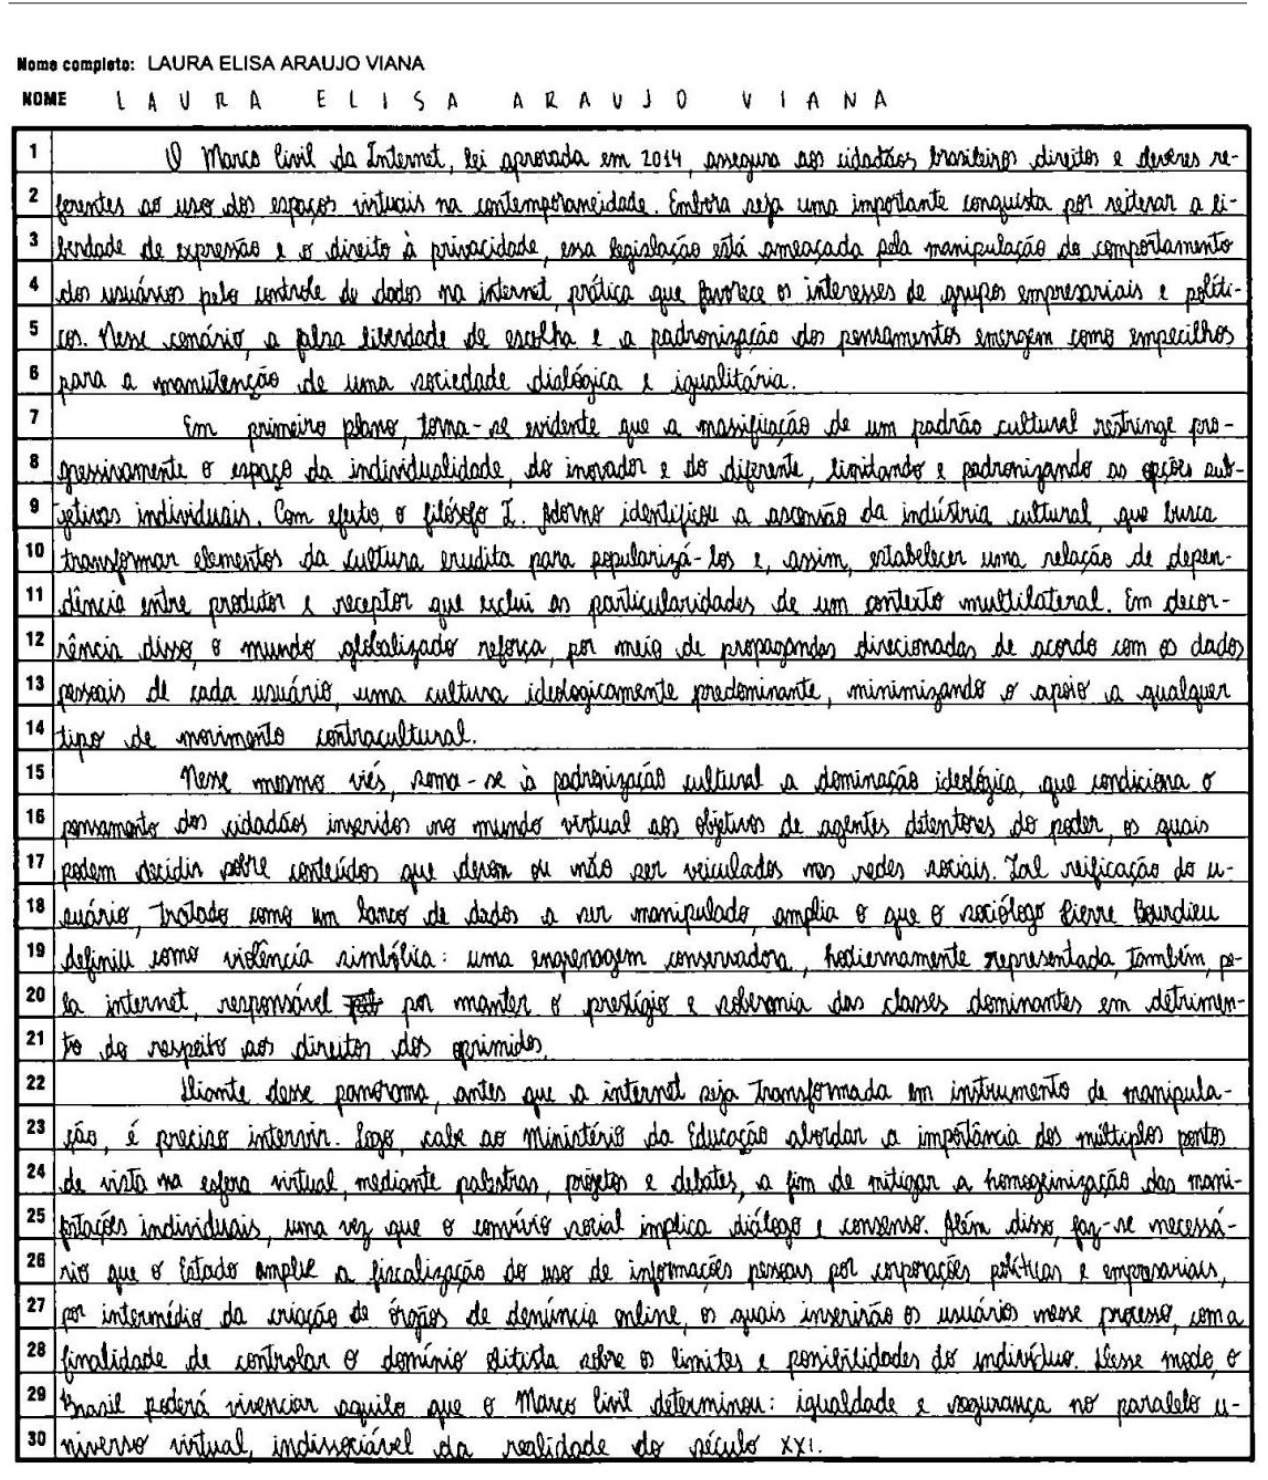 Nome completo: LAURA ELISA ARAUJO VIANA
NOME LAURA ELISA ARAUJO VIANA
1 O Marco Civil da Internet, lei aprovada em 2014, assegura aos cidadãos brasileiros direitos e deveres re-
2 ferentes ao uso dos espaços virtuais na contemporaneidade. Embora seja uma importante conquista por reiterar a li-
3 berdade de expressão e o direito à privacidade, essa legislação está ameaçada pela manipulação do comportamento
4 dos usuários pelo controle de dados na internet, prática que favorece os interesses de grupos empresariais e políti-
5 cos. Nesse cenário, a falsa liberdade de escolha e a padronização dos pensamentos emergem como empecilhos
6 para a manutenção de uma sociedade dialógica e igualitária.
7 Em primeiro plano, torna-se evidente que a massificação de um padrão cultural restringe pro-
8 gressivamente o espaço da individualidade, do inovador e do diferente, limitando e padronizando as opções sub-
9 jetivas individuais. Com efeito, o filósofo T. Adorno identificou a ascensão da indústria cultural, que busca
10 transformar elementos da cultura erudita para popularizá-los e, assim, estabelecer uma relação de depen-
11 dência entre produtor e receptor que exclui as particularidades de um contexto multilateral. Em decor-
12 rência disso, o mundo globalizado reforça, por meio de propagandas direcionadas de acordo com os dados
13 pessoais de cada usuário, uma cultura ideologicamente predominante, minimizando o apoio a qualquer
14 tipo de movimento contracultural.
15 Nesse mesmo viés, soma-se à padronização cultural a dominação ideológica, que condiciona o
16 pensamento dos cidadãos inseridos no mundo virtual aos objetivos de agentes detentores do poder, os quais
17 podem decidir sobre conteúdos que devem ou não ser veiculados nas redes sociais. Tal reificação do u-
18 suário, tratado como um banco de dados a ser manipulado, amplia o que o sociólogo Pierre Bourdieu
19 definiu como violência simbólica: uma engrenagem conservadora, hodiernamente representada, também, pe-
20 la internet, responsável por manter o prestígio e soberania das classes dominantes em detrimen-
21 to do respeito aos direitos dos oprimidos.
22 Diante desse panorama, antes que a internet seja transformada em instrumento de manipula-
23 ção, é preciso intervir. Logo, cabe ao Ministério da Educação abordar a importância dos múltiplos pontos
24 de vista na esfera virtual, mediante palestras, projetos e debates, a fim de mitigar a homogeinização das mani-
25 festações individuais, uma vez que o convívio social implica diálogo e consenso. Além disso, faz-se necessá-
26 rio que o Estado amplie a fiscalização do uso de informações pessoais por corporações políticas e empresariais,
27 por intermédio da criação de órgãos de denúncia online, os quais inserirão os usuários nesse processo, com a
28 finalidade de controlar o domínio elitista sobre os limites e possibilidades do indivíduo. Desse modo, o
29 Brasil poderá vivenciar aquilo que o Marco Civil determinou: igualdade e segurança no paralelo u-
30 niverso virtual, indissociável da realidade do século XXI.